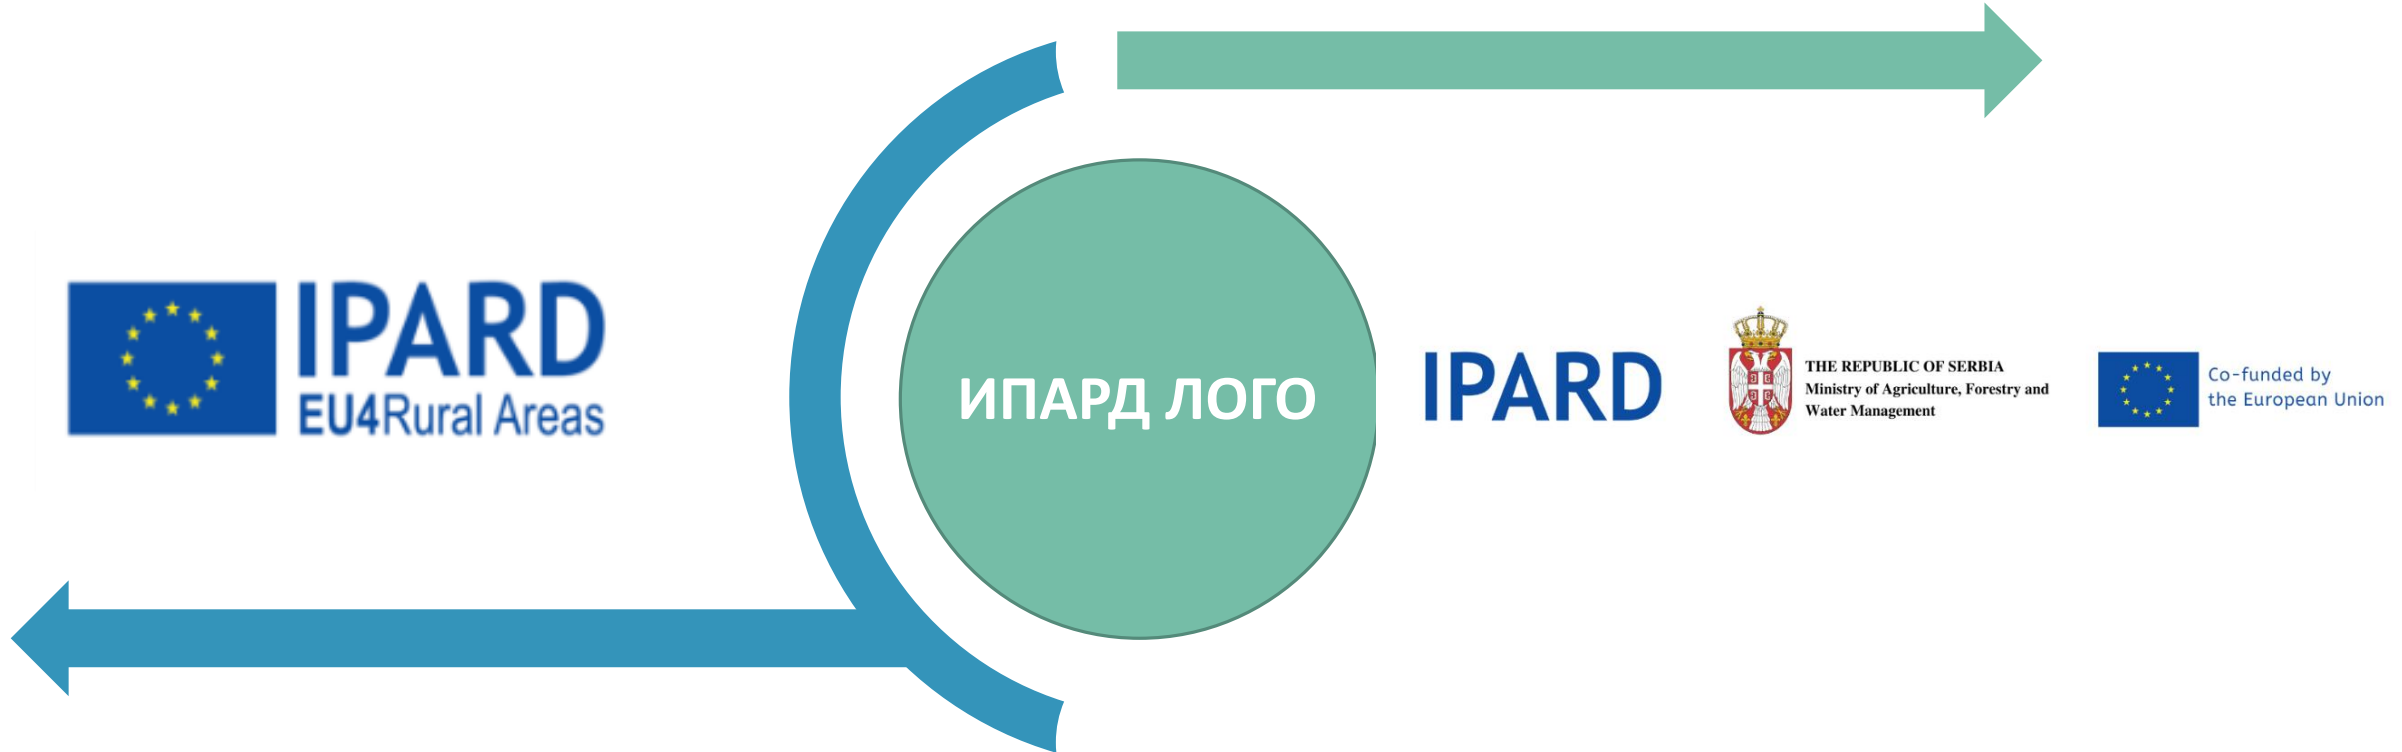 IPARD
EU4Rural Areas
ИПАРД ЛОГО
IPARD
THE REPUBLIC OF SERBIA
Ministry of Agriculture, Forestry and
Water Management
Co-funded by
the European Union